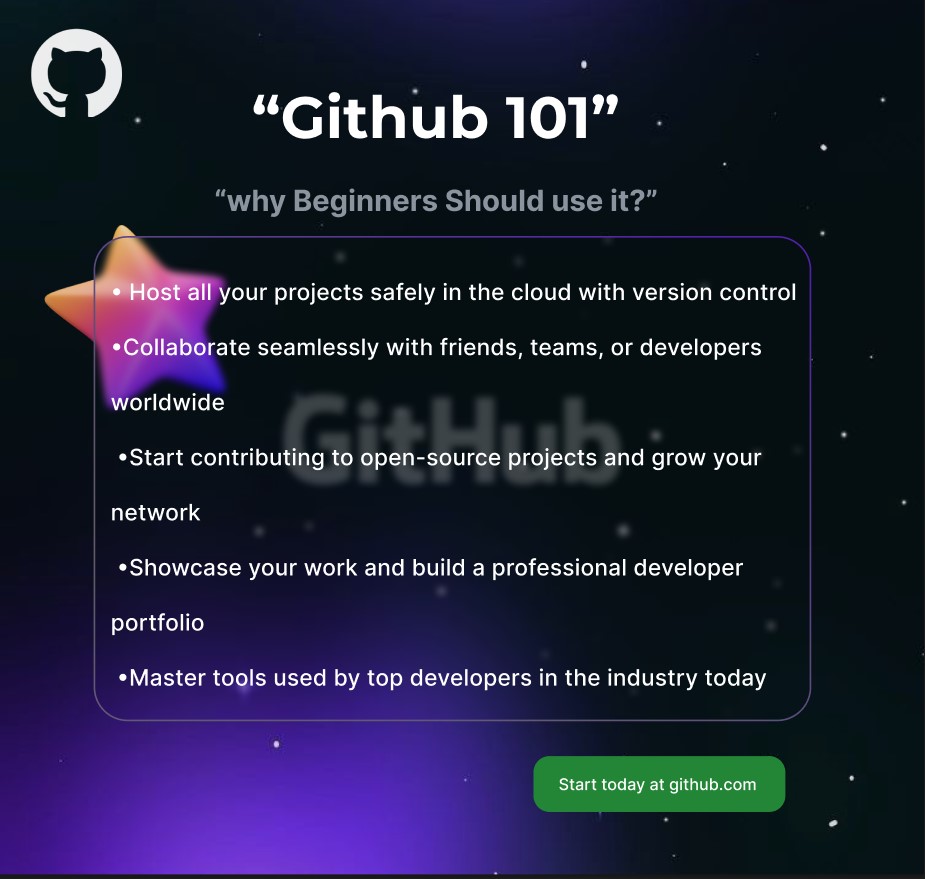 “Github 101”
“why Beginners Should use it?”
• Host all your projects safely in the cloud with version control
•Collaborate seamlessly with friends, teams, or developers
worldwide
GitHub
•Start contributing to open-source projects and grow your
network
•Showcase your work and build a professional developer
portfolio
•Master tools used by top developers in the industry today
Start today at github.com